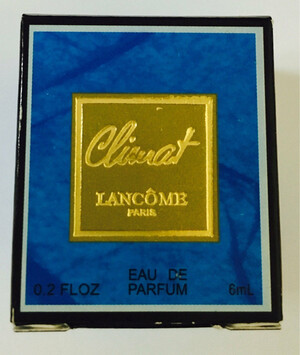 Climat
LANCÔME
PARIS
EAU DE
0.2 FLOZ PARFUM 6mL